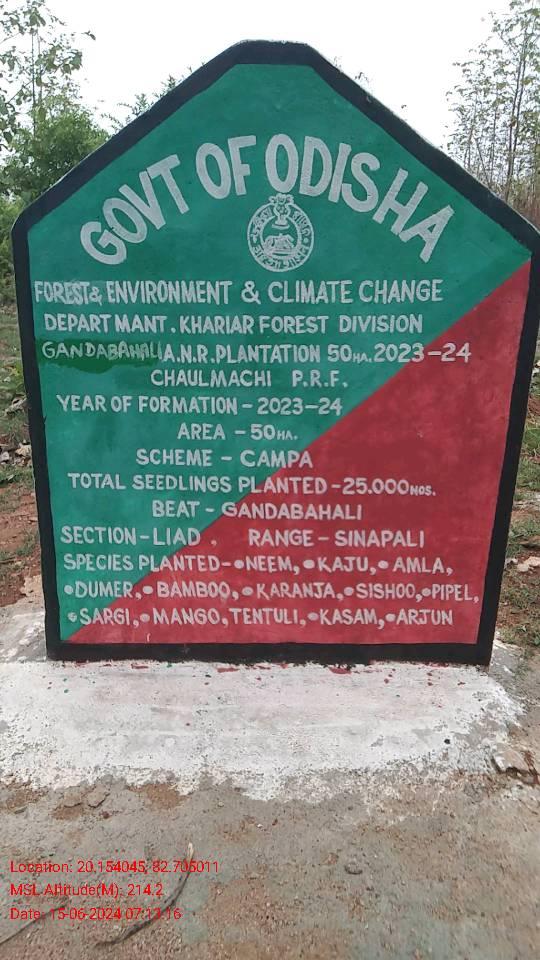 GOVT OF ODISHA
FOREST & ENVIRONMENT & CLIMATE CHANGE
DEPARTMANT. KHARIAR FOREST DIVISION
GANDABAHALI A.N.R. PLANTATION 50HA. 2023-24
CHAULMACHI P.R.F.
YEAR OF FORMATION - 2023-24
AREA - 50HA.
SCHEME - CAMPA
TOTAL SEEDLINGS PLANTED - 25.000NOS.
BEAT - GANDABAHALI
SECTION - LIAD . RANGE - SINAPALI
SPECIES PLANTED - •NEEM, •KAJU, •AMLA,
•DUMER, •BAMBOO, •KARANJA, •SISHOO, •PIPEL,
•SARGI, •MANGO, TENTULI, •KASAM, •ARJUN
Location: 20.154045, 82.705011
MSL Altitude(M): 214.2
Date: 15-06-2024 07:13:16